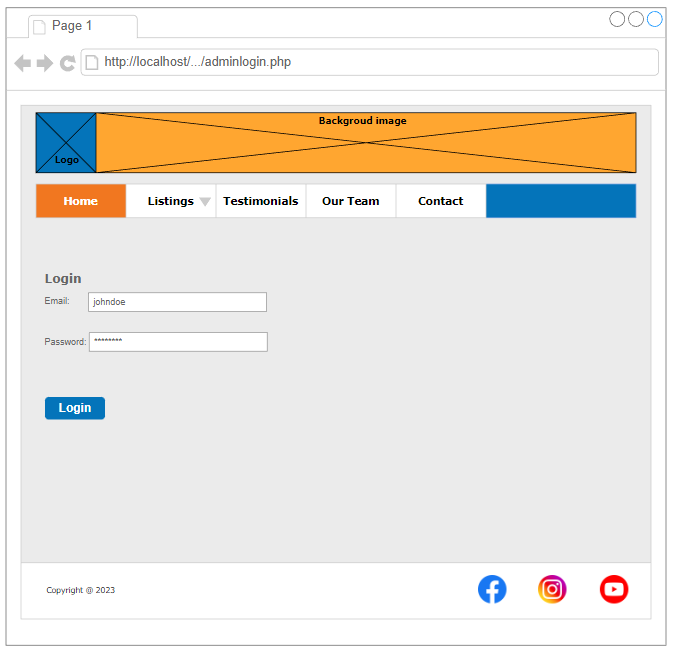 Page 1
http://localhost/.../adminlogin.php
Backgroud image
Logo
Home Listings Testimonials Our Team Contact
Login
Email: johndoe
Password: ********
Login
Copyright @ 2023